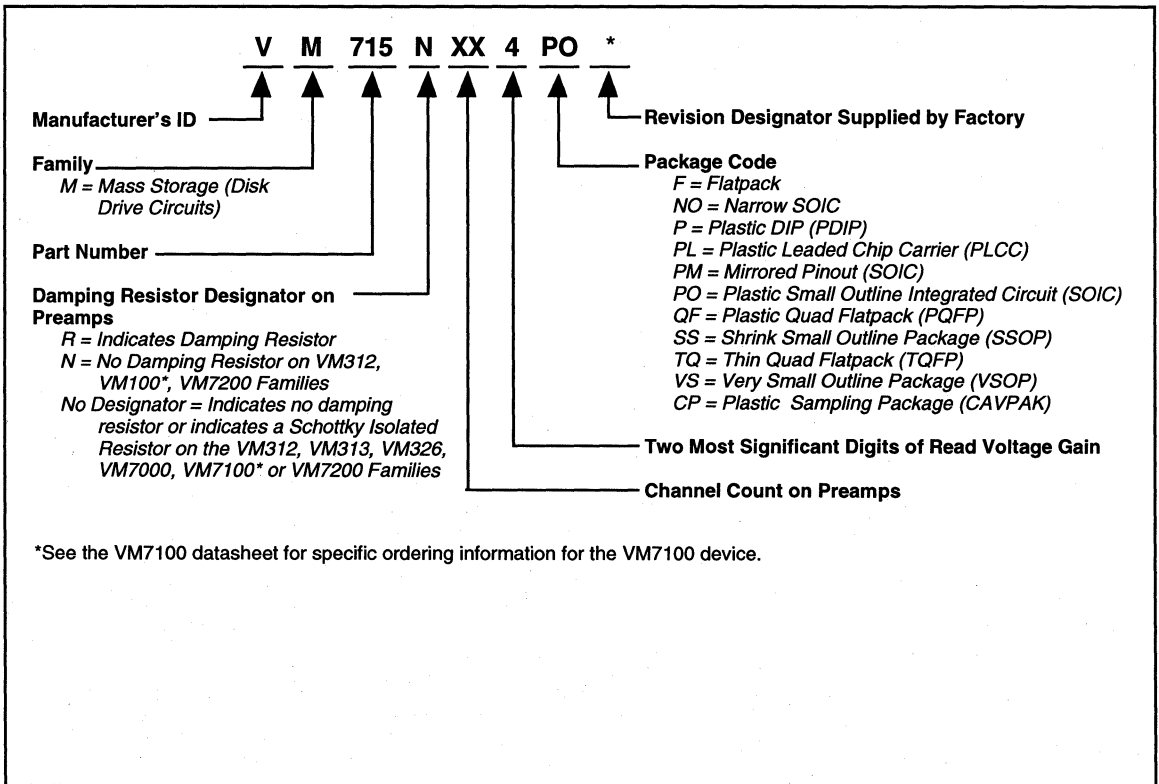 V M 715 N XX 4 PO *
Manufacturer's ID
Family
M = Mass Storage (Disk
Drive Circuits)
Part Number
Damping Resistor Designator on
Preamps
R = Indicates Damping Resistor
N = No Damping Resistor on VM312,
VM100*, VM7200 Families
No Designator = Indicates no damping
resistor or indicates a Schottky Isolated
Resistor on the VM312, VM313, VM326,
VM7000, VM7100* or VM7200 Families
Revision Designator Supplied by Factory
Package Code
F = Flatpack
NO = Narrow SOIC
P = Plastic DIP (PDIP)
PL = Plastic Leaded Chip Carrier (PLCC)
PM = Mirrored Pinout (SOIC)
PO = Plastic Small Outline Integrated Circuit (SOIC)
QF = Plastic Quad Flatpack (PQFP)
SS = Shrink Small Outline Package (SSOP)
TQ = Thin Quad Flatpack (TQFP)
VS = Very Small Outline Package (VSOP)
CP = Plastic Sampling Package (CAVPAK)
Two Most Significant Digits of Read Voltage Gain
Channel Count on Preamps
*See the VM7100 datasheet for specific ordering information for the VM7100 device.